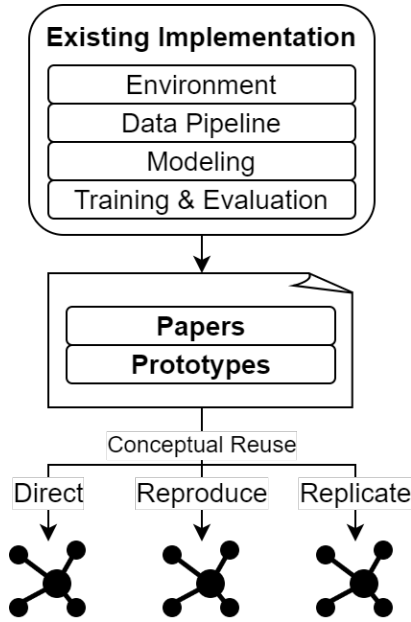 Existing Implementation
Environment
Data Pipeline
Modeling
Training & Evaluation
Papers
Prototypes
Conceptual Reuse
Direct Reproduce Replicate